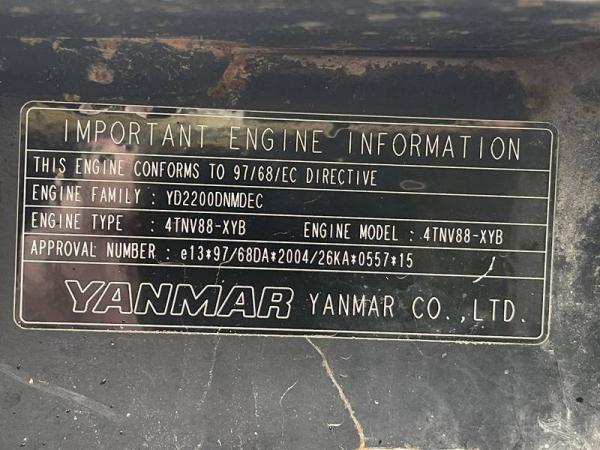 IMPORTANT ENGINE INFORMATION
THIS ENGINE CONFORMS TO 97/68/EC DIRECTIVE
ENGINE FAMILY : YD2200DNMDEC
ENGINE TYPE : 4TNV88-XYB ENGINE MODEL : 4TNV88-XYB
APPROVAL NUMBER : e13*97/68DA*2004/26KA*0557*15
YANMAR YANMAR CO.,LTD.